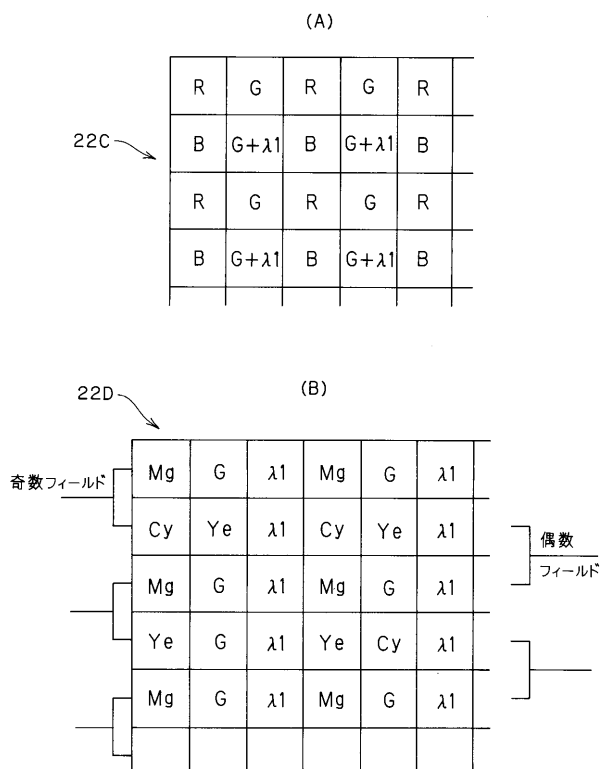 (A)
R G R G R
22C
B G+λ1 B G+λ1 B
R G R G R
B G+λ1 B G+λ1 B
(B)
22D
Mg G λ1 Mg G λ1
奇数フィールド
Cy Ye λ1 Cy Ye λ1
偶数
フィールド
Mg G λ1 Mg G λ1
Ye G λ1 Ye Cy λ1
Mg G λ1 Mg G λ1